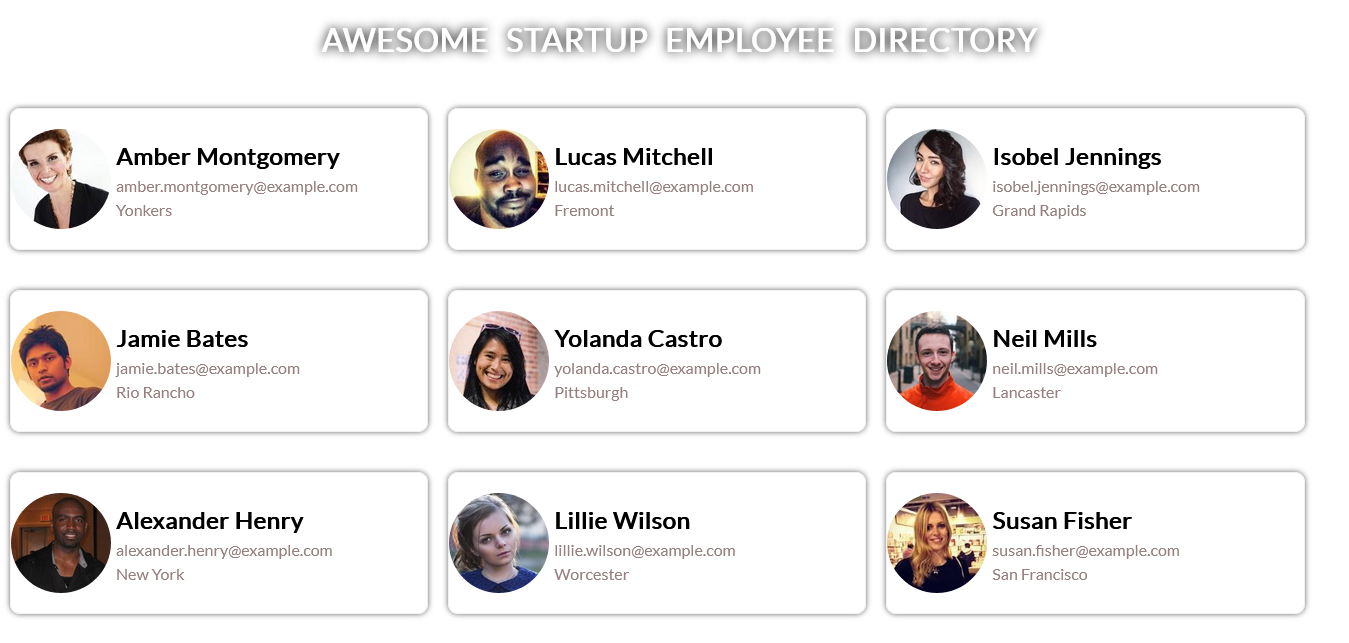 AWESOME STARTUP EMPLOYEE DIRECTORY
Amber Montgomery
amber.montgomery@example.com
Yonkers
Lucas Mitchell
lucas.mitchell@example.com
Fremont
Isobel Jennings
isobel.jennings@example.com
Grand Rapids
Jamie Bates
jamie.bates@example.com
Rio Rancho
Yolanda Castro
yolanda.castro@example.com
Pittsburgh
Neil Mills
neil.mills@example.com
Lancaster
Alexander Henry
alexander.henry@example.com
New York
Lillie Wilson
lillie.wilson@example.com
Worcester
Susan Fisher
susan.fisher@example.com
San Francisco